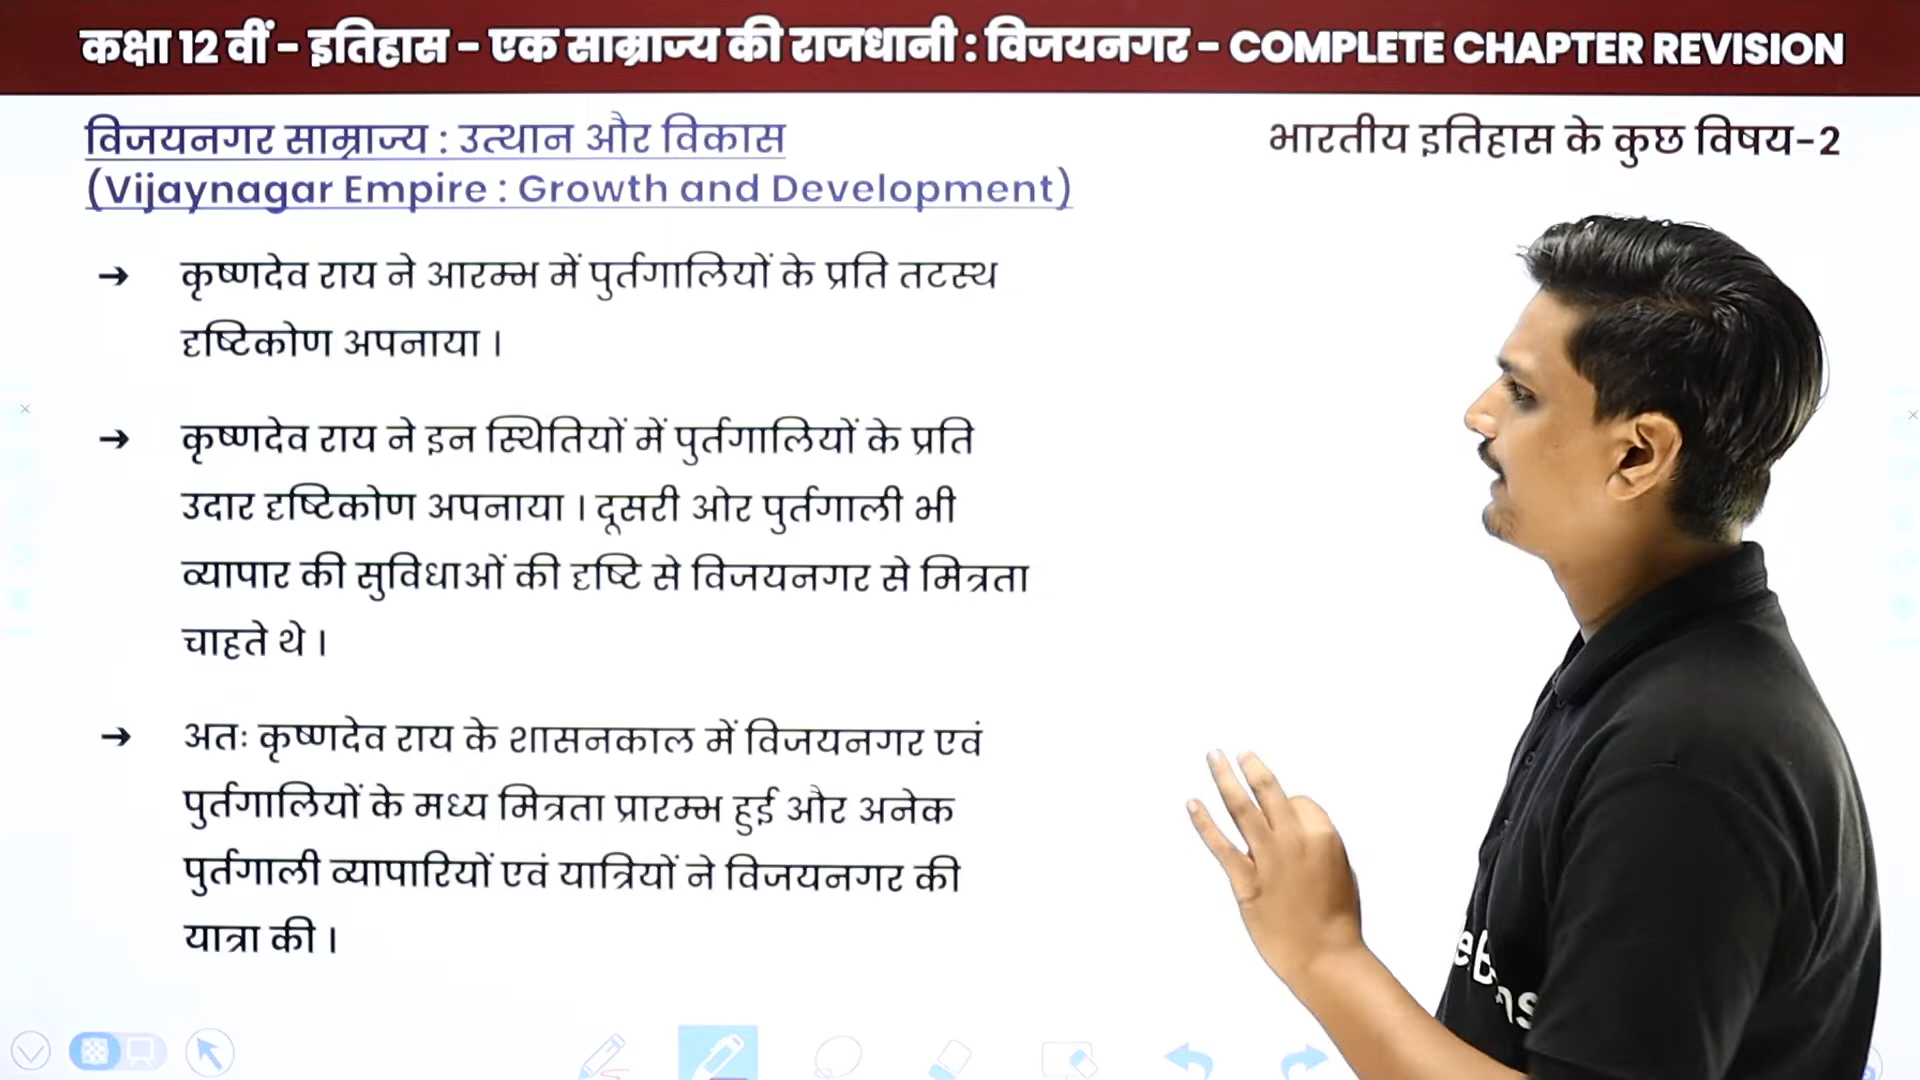 कक्षा 12 वीं - इतिहास - एक साम्राज्य की राजधानी : विजयनगर - COMPLETE CHAPTER REVISION
विजयनगर साम्राज्य : उत्थान और विकास
(Vijaynagar Empire : Growth and Development)
भारतीय इतिहास के कुछ विषय-2
→ कृष्णदेव राय ने आरम्भ में पुर्तगालियों के प्रति तटस्थ
दृष्टिकोण अपनाया ।
→ कृष्णदेव राय ने इन स्थितियों में पुर्तगालियों के प्रति
उदार दृष्टिकोण अपनाया । दूसरी ओर पुर्तगाली भी
व्यापार की सुविधाओं की दृष्टि से विजयनगर से मित्रता
चाहते थे ।
→ अतः कृष्णदेव राय के शासनकाल में विजयनगर एवं
पुर्तगालियों के मध्य मित्रता प्रारम्भ हुई और अनेक
पुर्तगाली व्यापारियों एवं यात्रियों ने विजयनगर की
यात्रा की ।